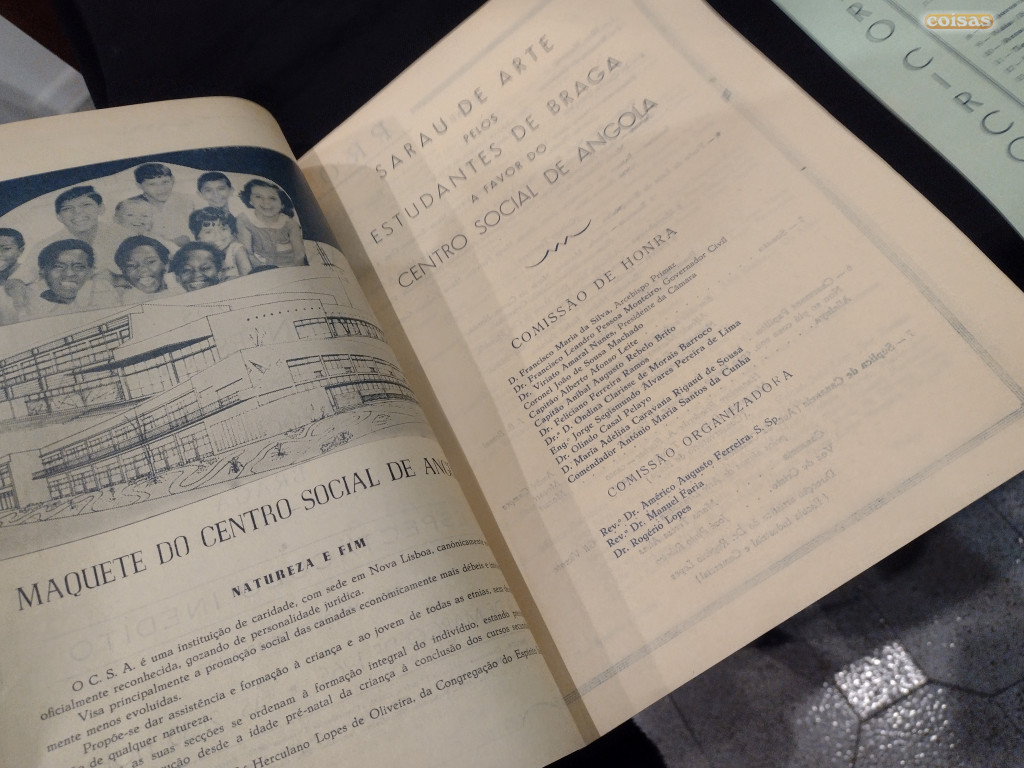 coisas
O CIRCO
MAQUETE DO CENTRO SOCIAL DE ANG
NATUREZA E FIM
O C. S. A. é uma instituição de caridade, com sede em Nova Lisboa, canònicamente
oficialmente reconhecida, gozando de personalidade jurídica.
Visa principalmente a promoção social das camadas econòmicamente mais débeis e
mente menos evoluídas.
Propõe-se dar assistência e formação à criança e ao jovem de todas as etnias, sem
de qualquer natureza.
as suas secções se ordenam à formação integral do indivíduo, estando
desde a idade pré-natal da criança à conclusão dos cursos
Herculano Lopes de Oliveira, da Congregação do Espírito
SARAU DE ARTE
PELOS
ESTUDANTES DE BRAGA
A FAVOR DO
CENTRO SOCIAL DE ANGOLA
COMISSÃO DE HONRA
D. Francisco Maria da Silva, Arcebispo Primaz
Dr. Francisco Leandro Pessoa Monteiro, Governador Civil
Dr. Viriato Amaral Nunes, Presidente da Câmara
Coronel João de Sousa Machado
Capitão Alberto Afonso Leite
Capitão Aníbal Augusto Rebelo Brito
Dr. Feliciano Ferreira Ramos
Dr.ª D. Ondina Clarisse de Morais Barroco
Eng.º Jorge Segismundo Alvares Pereira de Lima
Dr. Olindo Casal Pelayo
D. Maria Adelina Caravana Rigaud de Sousa
Comendador António Maria Santos da Cunha
COMISSÃO ORGANIZADORA
Rev.º Dr. Américo Augusto Ferreira, S. Sp.
Rev.º Dr. Manuel Faria
Dr. Rogério Lopes